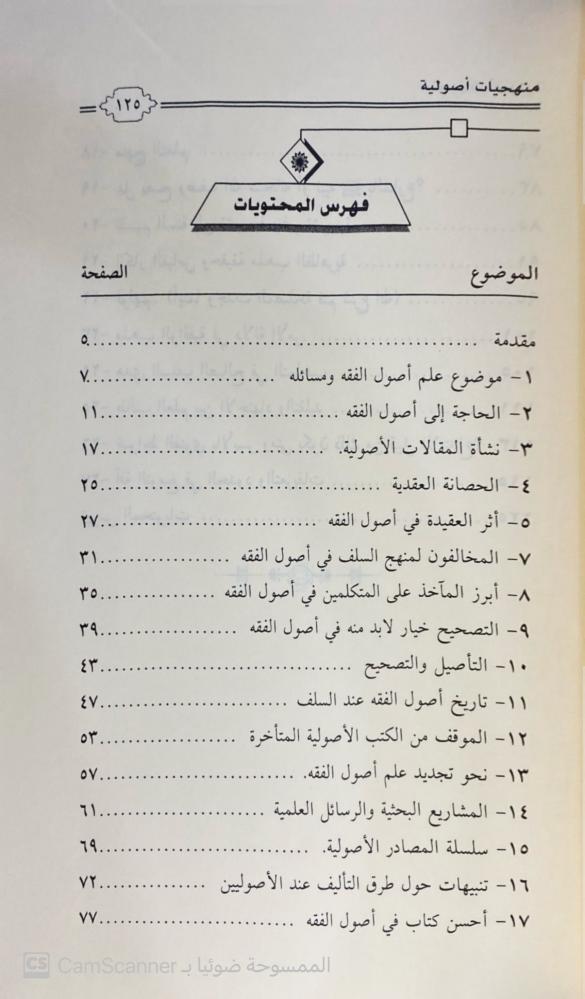 منهجيات أصولية
١٢٥
فهرس المحتويات
الموضوع الصفحة
مقدمة ............ ٥
١- موضوع علم أصول الفقه ومسائله ............ ٧
٢- الحاجة إلى أصول الفقه ............ ١١
٣- نشأة المقالات الأصولية. ............ ١٧
٤- الحصانة العقدية ............ ٢٥
٥- أثر العقيدة في أصول الفقه ............ ٢٧
٧- المخالفون لمنهج السلف في أصول الفقه ............ ٣١
٨- أبرز المآخذ على المتكلمين في أصول الفقه ............ ٣٥
٩- التصحيح خيار لابد منه في أصول الفقه ............ ٣٩
١٠- التأصيل والتصحيح ............ ٤٣
١١- تاريخ أصول الفقه عند السلف ............ ٤٧
١٢- الموقف من الكتب الأصولية المتأخرة ............ ٥٣
١٣- نحو تجديد علم أصول الفقه. ............ ٥٧
١٤- المشاريع البحثية والرسائل العلمية ............ ٦١
١٥- سلسلة المصادر الأصولية. ............ ٦٩
١٦- تنبيهات حول طرق التأليف عند الأصوليين ............ ٧٢
١٧- أحسن كتاب في أصول الفقه ............ ٧٧
CS CamScanner الممسوحة ضوئيا بـ